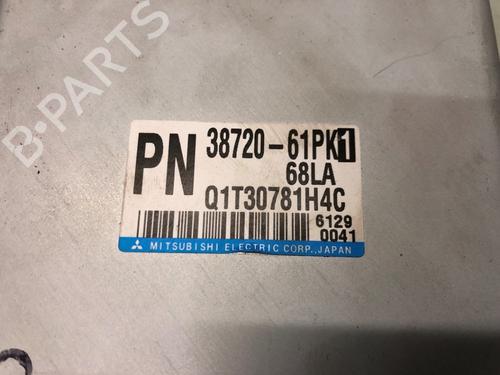 B-PARTS
PN
38720-61PK1
68LA
Q1T30781H4C
6129
0041
MITSUBISHI ELECTRIC CORP., JAPAN